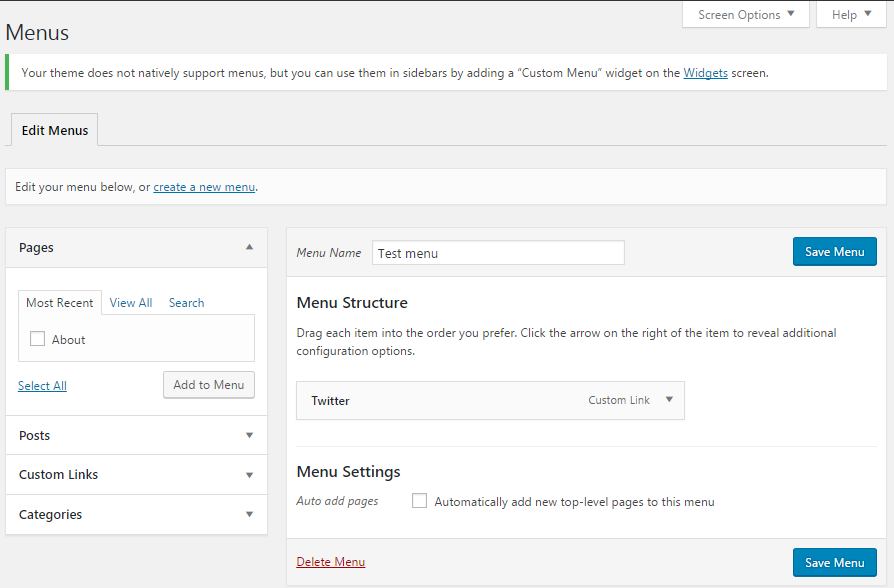 Screen Options
Help
Menus
Your theme does not natively support menus, but you can use them in sidebars by adding a “Custom Menu” widget on the Widgets screen.
Edit Menus
Edit your menu below, or create a new menu.
Pages
Most Recent
View All
Search
About
Select All
Add to Menu
Posts
Custom Links
Categories
Menu Name
Test menu
Save Menu
Menu Structure
Drag each item into the order you prefer. Click the arrow on the right of the item to reveal additional
configuration options.
Twitter
Custom Link
Menu Settings
Auto add pages
Automatically add new top-level pages to this menu
Delete Menu
Save Menu